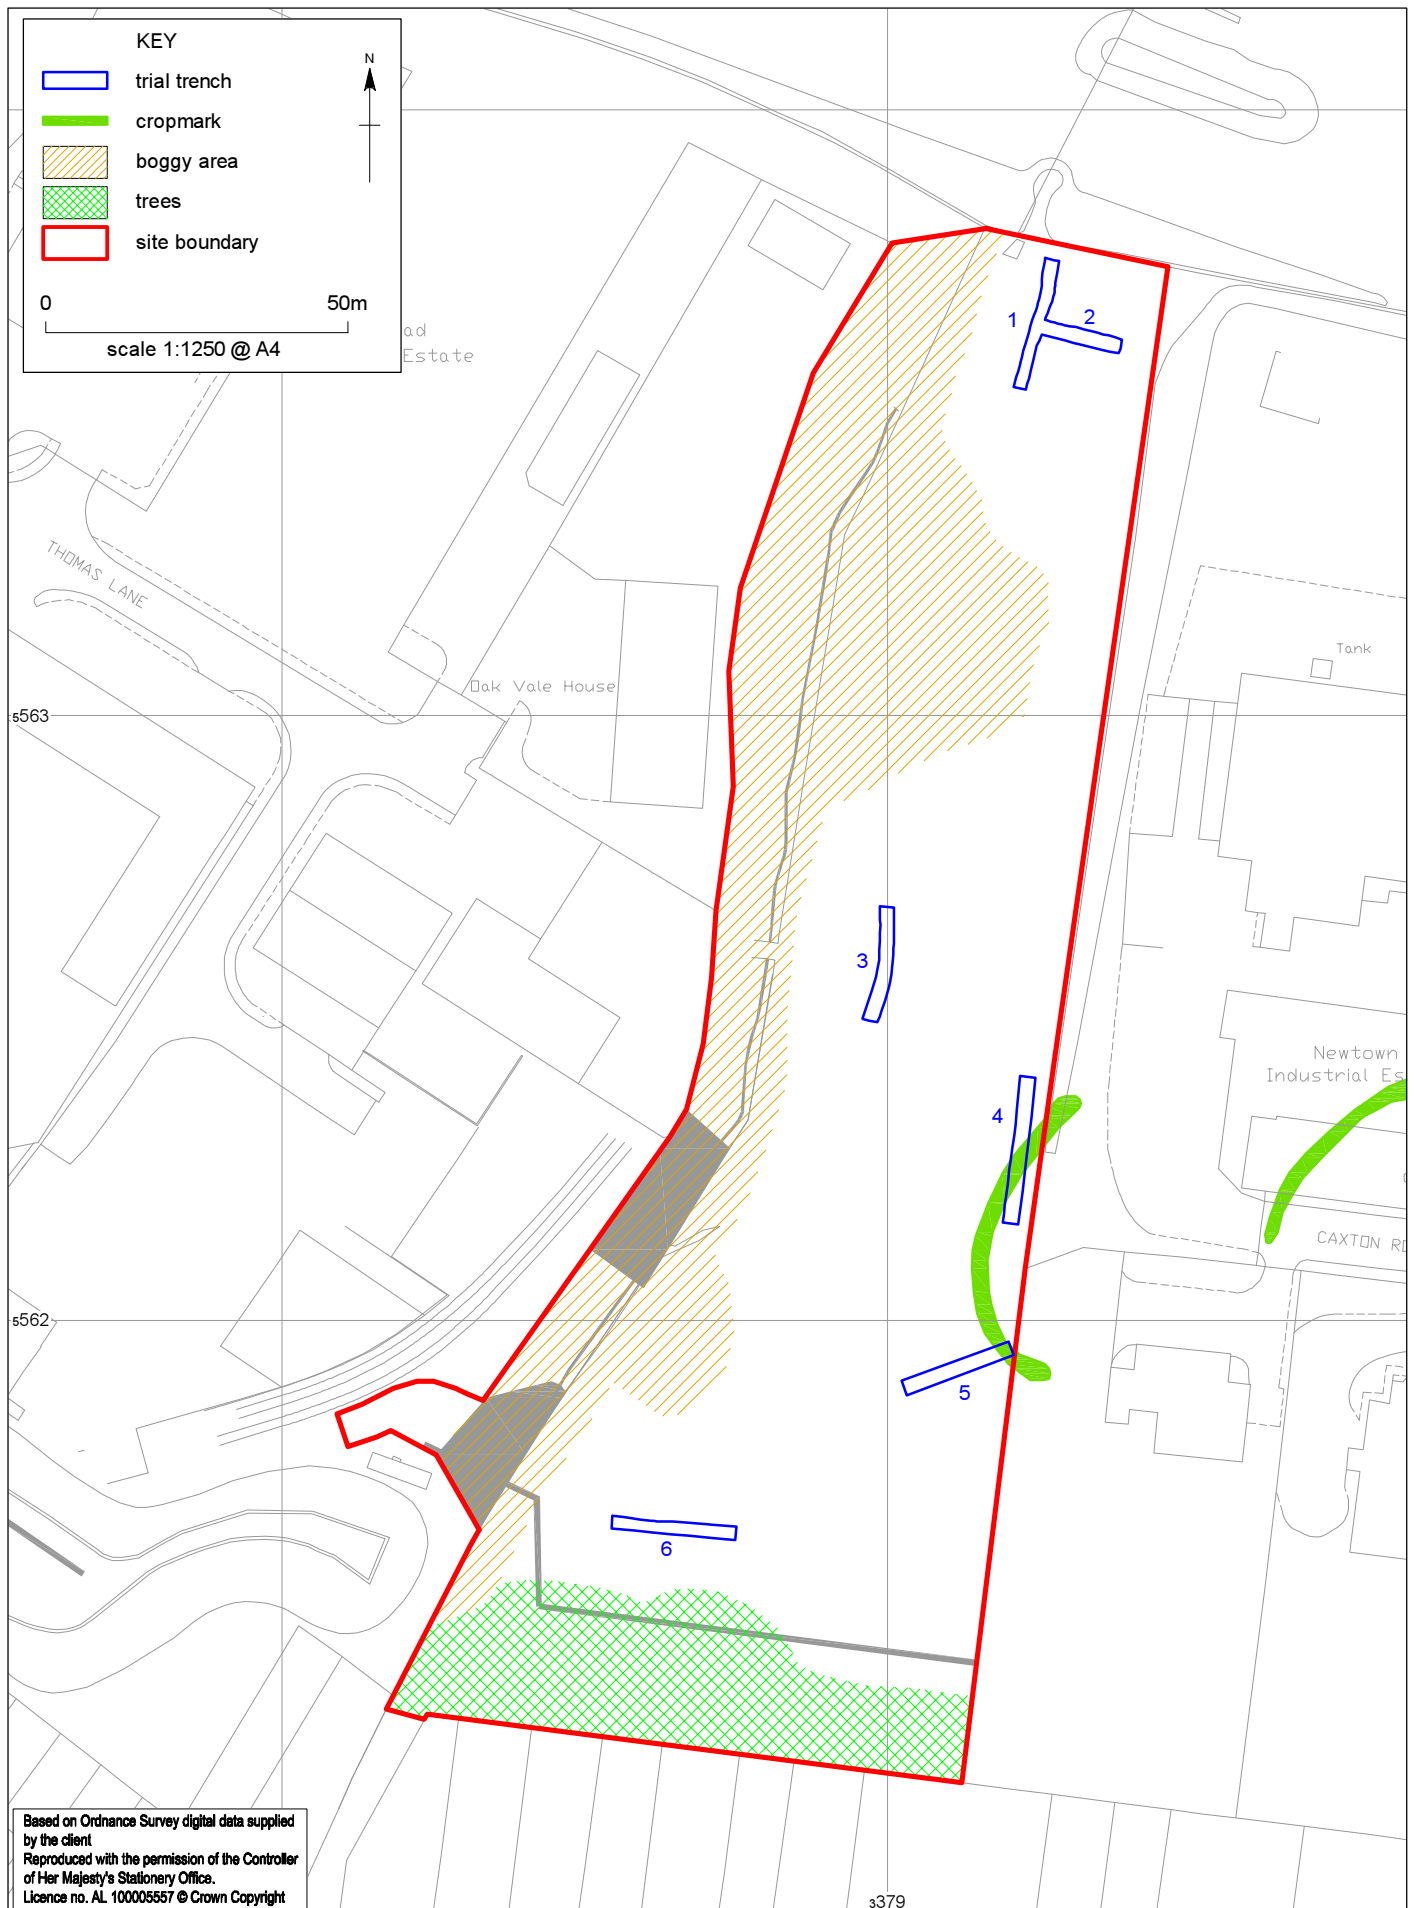 KEY
N
trial trench
cropmark
boggy area
trees
site boundary
0
50m
scale 1:1250 @ A4
ad
Estate
1
2
THOMAS LANE
Tank
Oak Vale House
5563
3
Newtown
Industrial Es
4
CAXTON RD
5562
5
6
Based on Ordnance Survey digital data supplied
by the client
Reproduced with the permission of the Controller
of Her Majesty's Stationery Office.
Licence no. AL 100005557 © Crown Copyright
3379